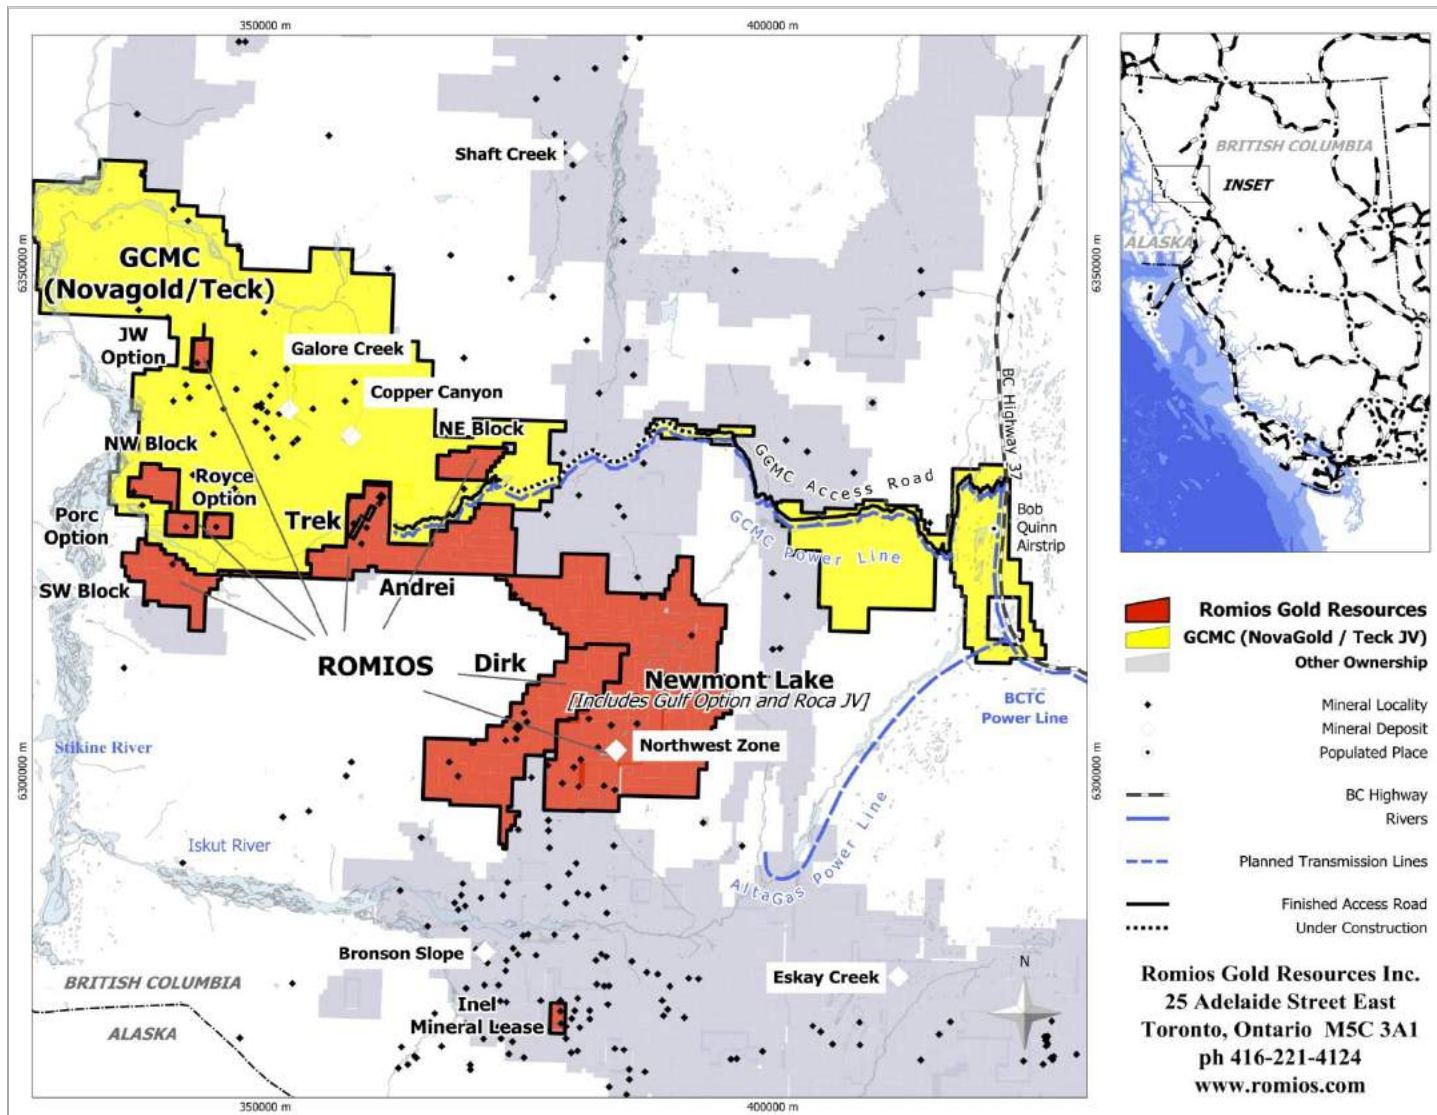 350000 m
400000 m
Shaft Creek
GCMC
(Novagold/Teck)
6350000 m
6350000 m
JW
Option
Galore Creek
Copper Canyon
NE Block
NW Block
Royce
Option
Porc
Option
Trek
SW Block
Andrei
GCMC Access Road
GCMC Power Line
BC Highway 37
Bob
Quinn
Airstrip
ROMIOS
Dirk
Newmont Lake
[Includes Gulf Option and Roca JV]
Northwest Zone
BCTC
Power Line
Stikine River
6300000 m
6300000 m
Iskut River
AltaGas Power Line
Bronson Slope
Eskay Creek
Inel
Mineral Lease
BRITISH COLUMBIA
ALASKA
N
350000 m
400000 m
BRITISH COLUMBIA
INSET
ALASKA
Romios Gold Resources
GCMC (NovaGold / Teck JV)
Other Ownership
Mineral Locality
Mineral Deposit
Populated Place
BC Highway
Rivers
Planned Transmission Lines
Finished Access Road
Under Construction
Romios Gold Resources Inc.
25 Adelaide Street East
Toronto, Ontario M5C 3A1
ph 416-221-4124
www.romios.com